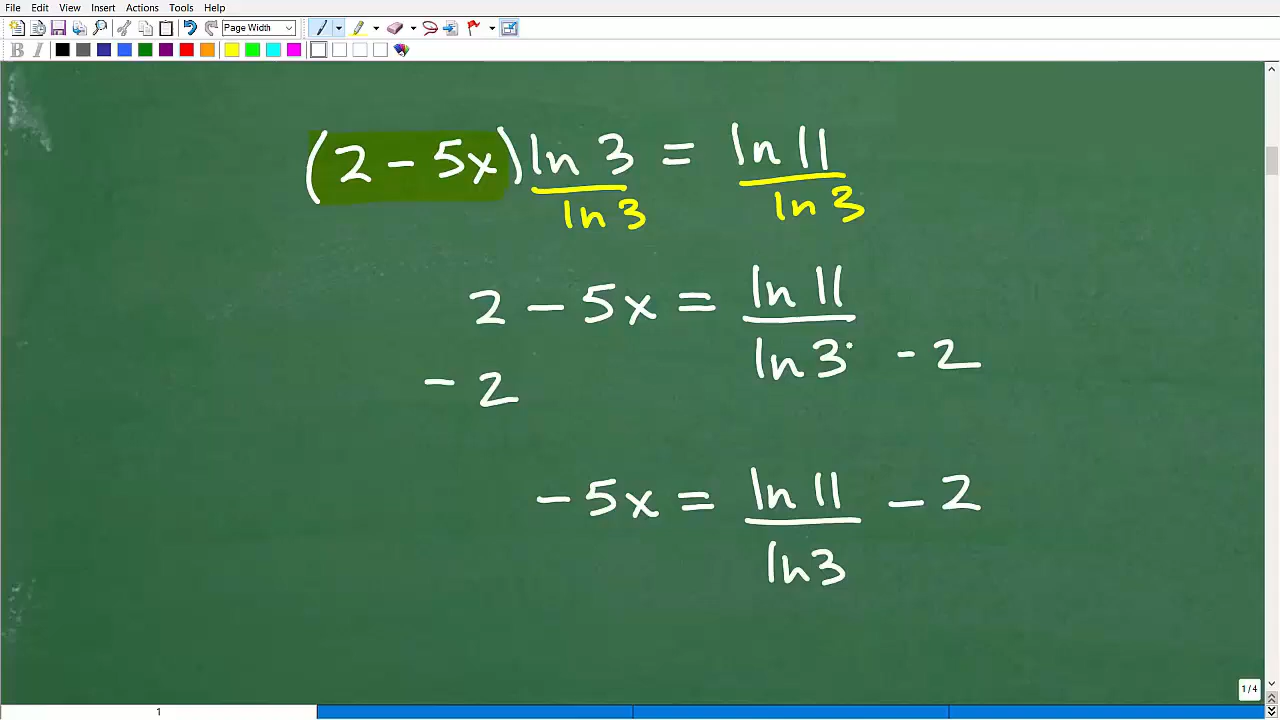 File Edit View Insert Actions Tools Help
Page Width
B I
(2 - 5x) ln 3 = ln 11
ln 3 ln 3
2 - 5x = ln 11
- 2 ln 3 - 2
-5x = ln 11 - 2
ln 3
1/4
1